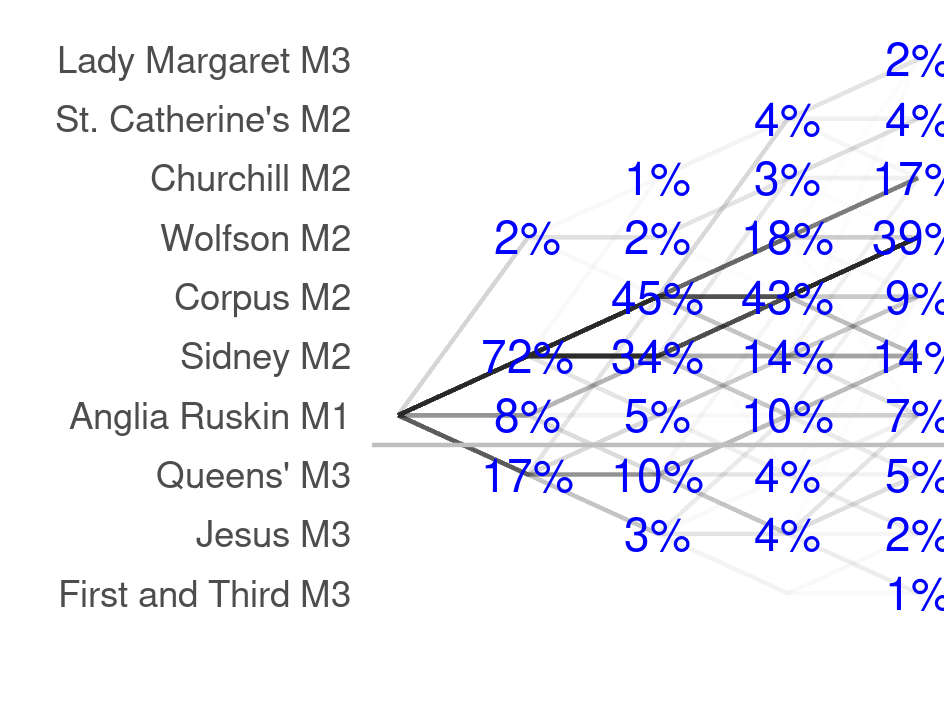 Lady Margaret M3 2%
St. Catherine's M2 4% 4%
Churchill M2 1% 3% 17%
Wolfson M2 2% 2% 18% 39%
Corpus M2 45% 43% 9%
Sidney M2 72% 34% 14% 14%
Anglia Ruskin M1 8% 5% 10% 7%
Queens' M3 17% 10% 4% 5%
Jesus M3 3% 4% 2%
First and Third M3 1%